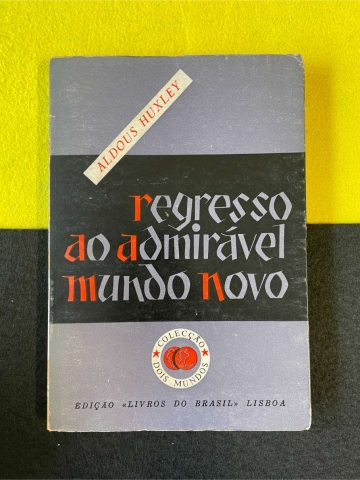 ALDOUS HUXLEY
regresso
ao admirável
mundo novo
COLECÇÃO
DOIS MUNDOS
EDIÇÃO «LIVROS DO BRASIL» LISBOA